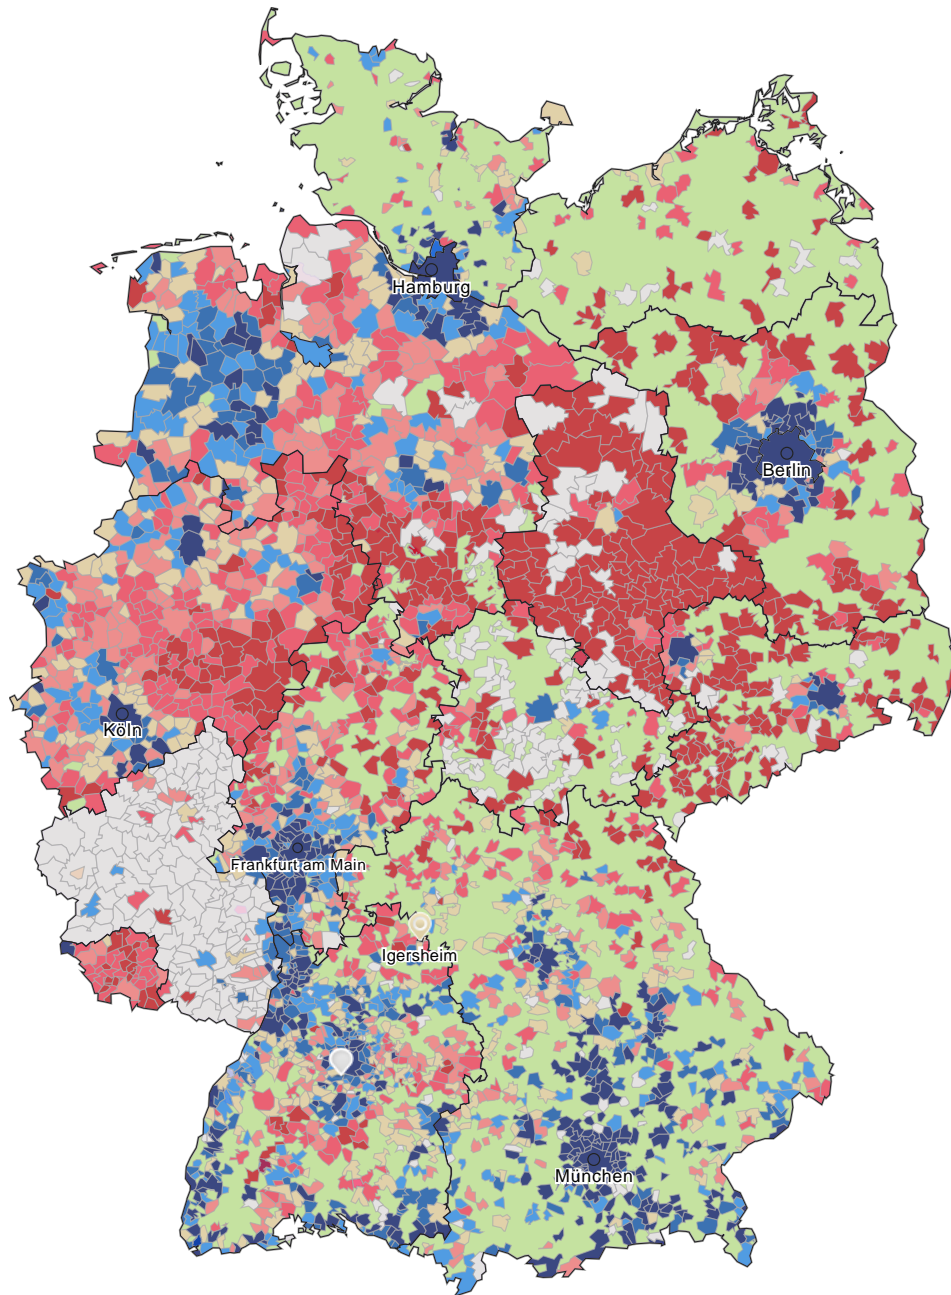 Hamburg
Berlin
Köln
Frankfurt am Main
Igersheim
München